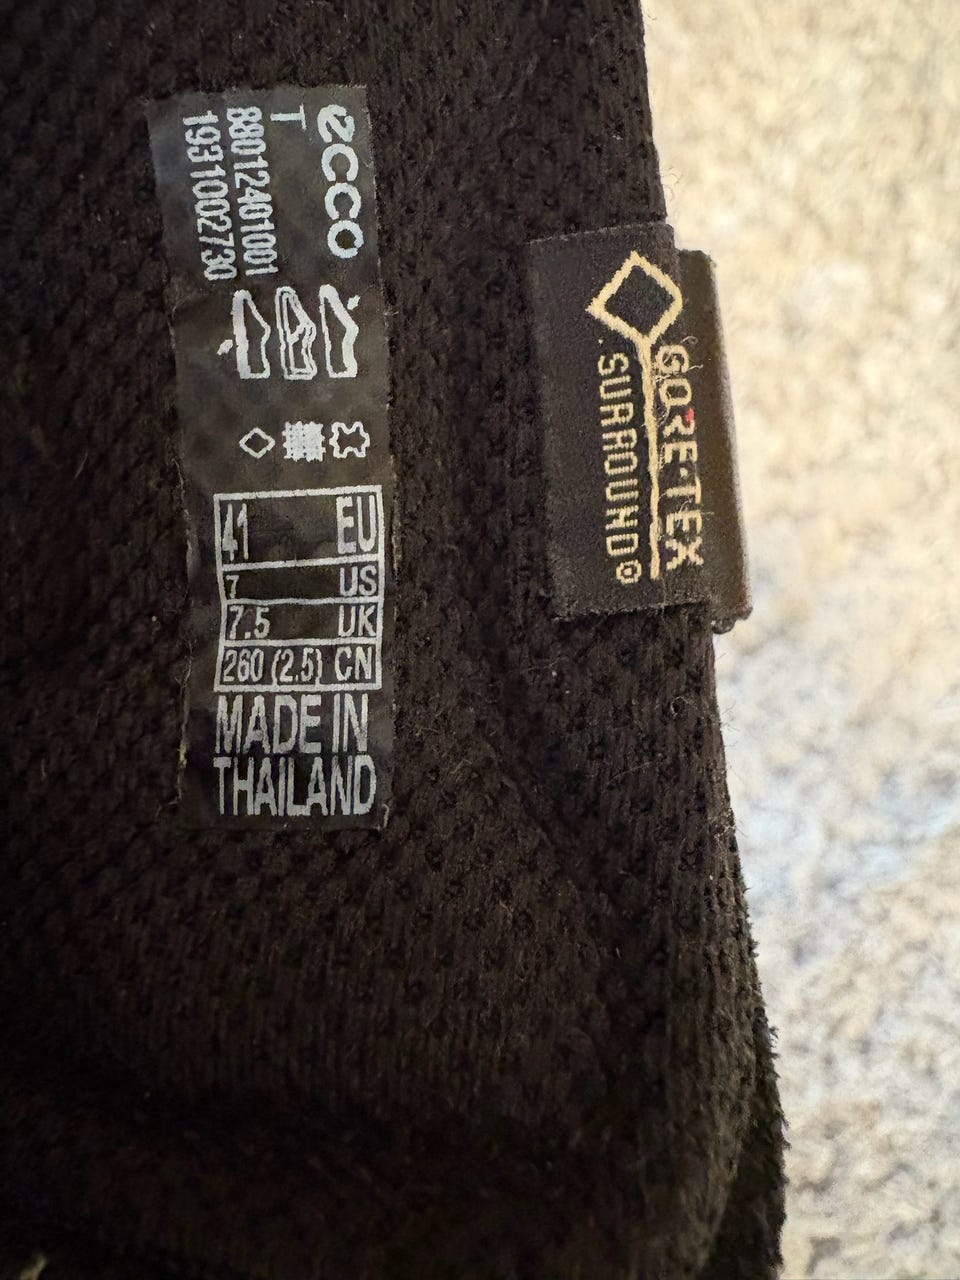 ecco
T
88012401001
1931002730
41 EU
7 US
7.5 UK
260 (2.5) CN
MADE IN
THAILAND
GORE-TEX
SURROUND®